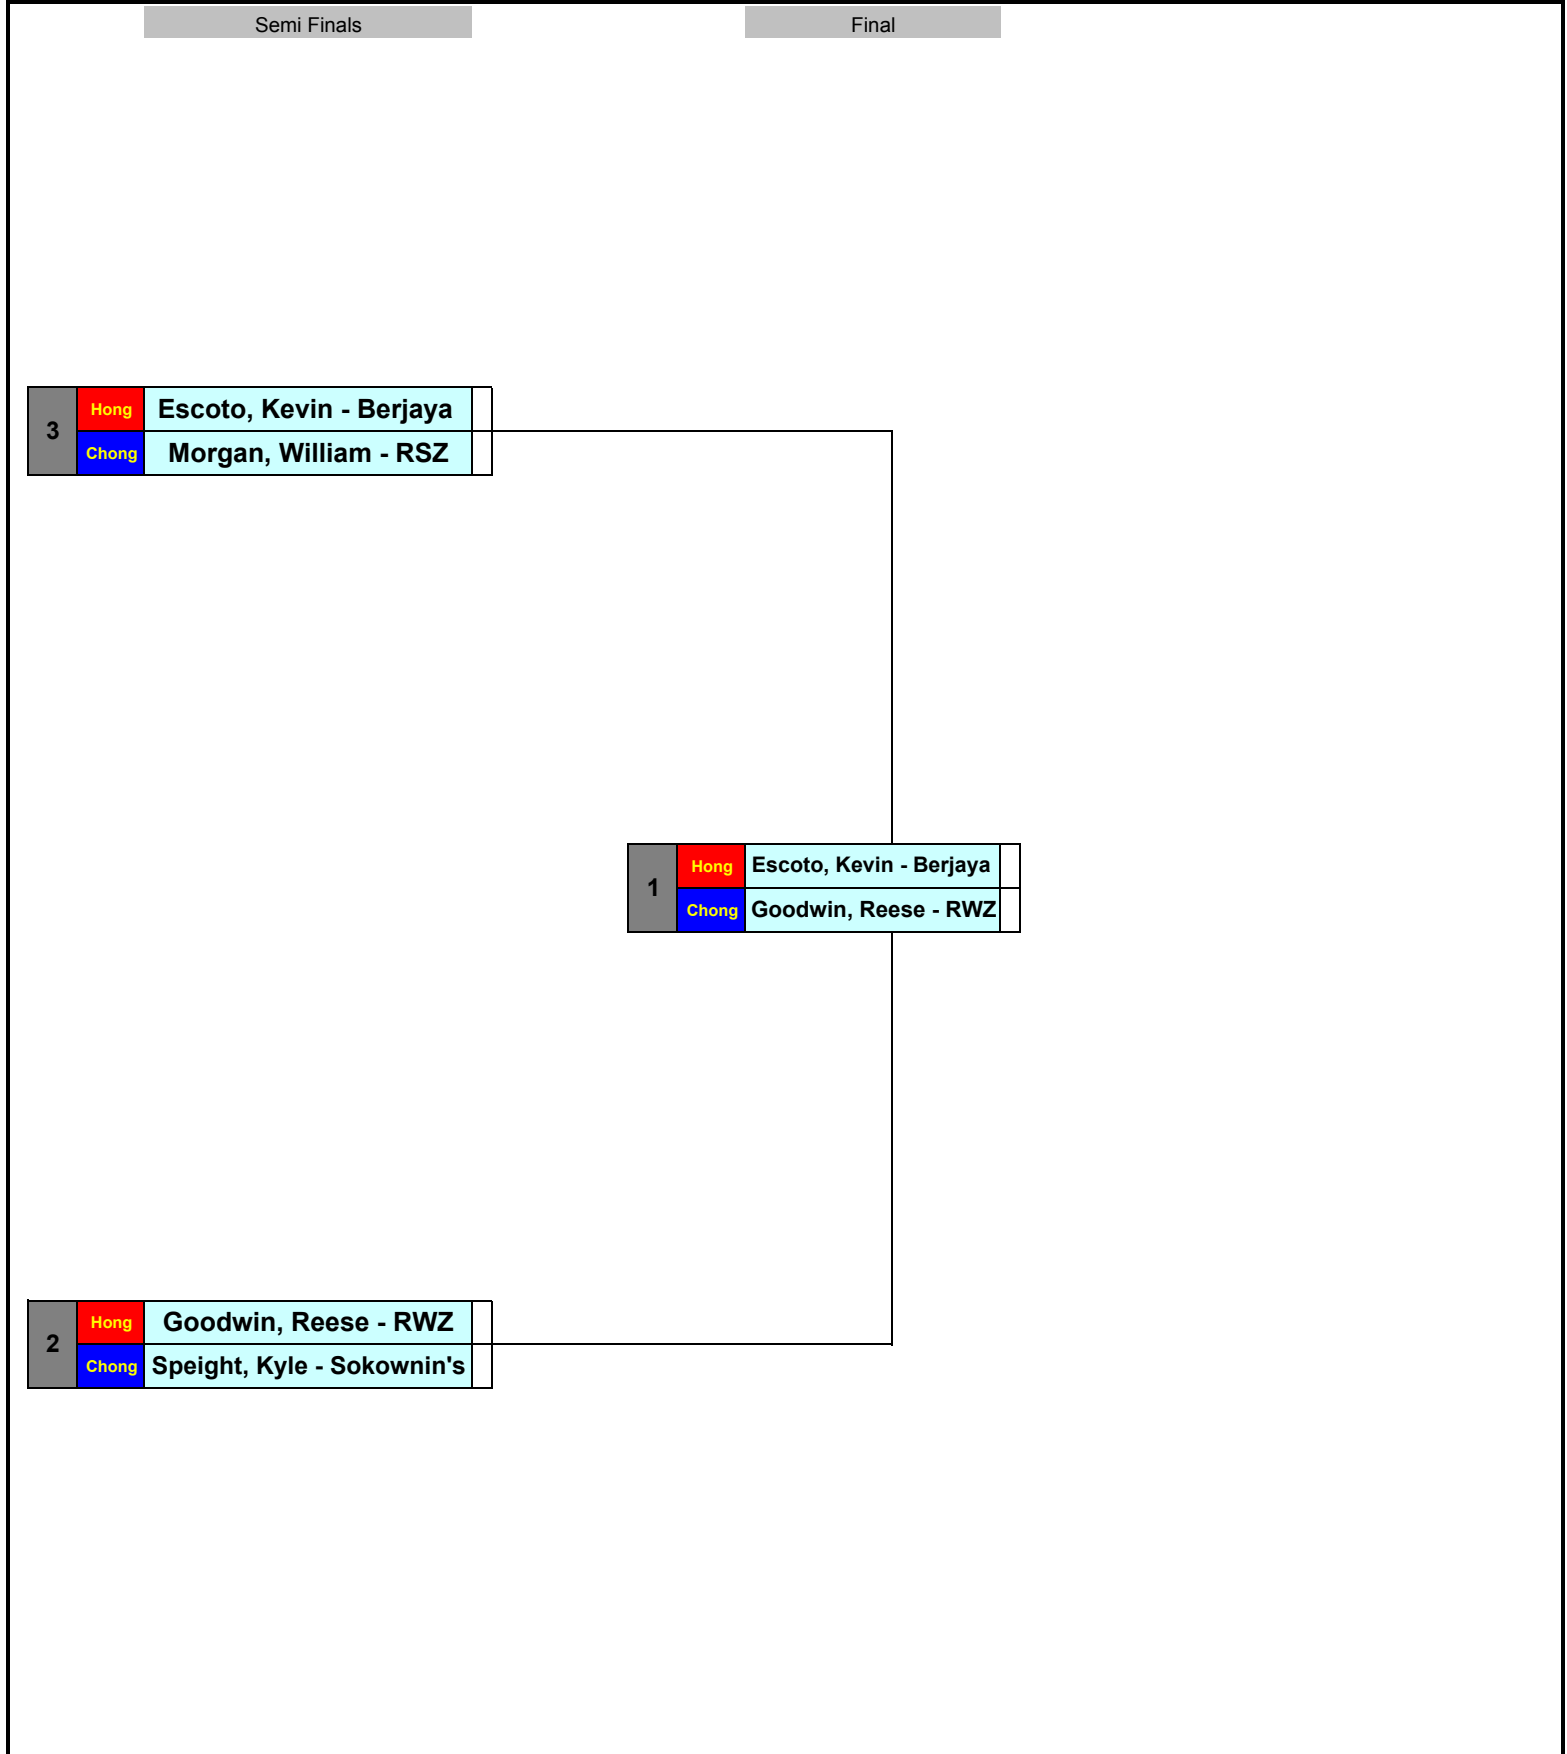 Semi Finals
Final
3
Hong
Escoto, Kevin - Berjaya
Chong
Morgan, William - RSZ
1
Hong
Escoto, Kevin - Berjaya
Chong
Goodwin, Reese - RWZ
2
Hong
Goodwin, Reese - RWZ
Chong
Speight, Kyle - Sokownin's